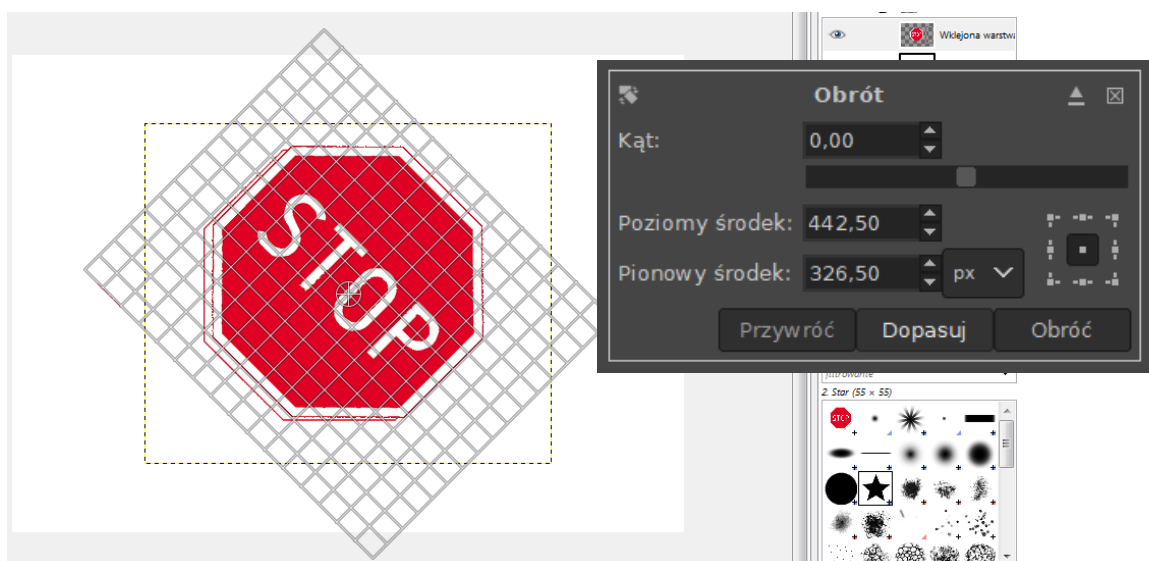 Wklejona warstwa
Obrót
Kąt:
0,00
Poziomy środek:
442,50
Pionowy środek:
326,50
px
Przywróć
Dopasuj
Obróć
filtrowanie
2. Star (55 × 55)
STOP
STOP